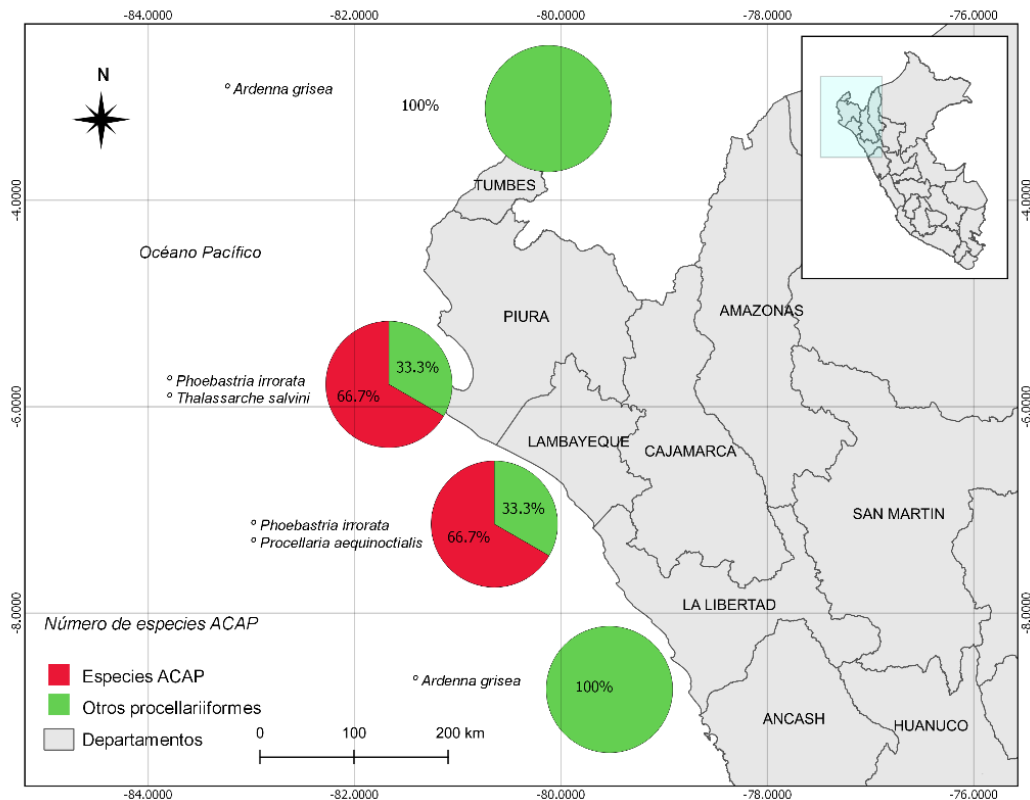 -84.0000
-82.0000
-80.0000
-78.0000
-76.0000
N
º Ardenna grisea
100%
TUMBES
-4.0000
-4.0000
Océano Pacífico
PIURA
AMAZONAS
33.3%
66.7%
º Phoebastria irrorata
º Thalassarche salvini
-6.0000
-6.0000
LAMBAYEQUE
CAJAMARCA
33.3%
66.7%
º Phoebastria irrorata
º Procellaria aequinoctialis
SAN MARTIN
LA LIBERTAD
-8.0000
-8.0000
Número de especies ACAP
Especies ACAP
Otros procellariiformes
Departamentos
º Ardenna grisea
100%
ANCASH
HUANUCO
0 100 200 km
-84.0000
-82.0000
-80.0000
-78.0000
-76.0000